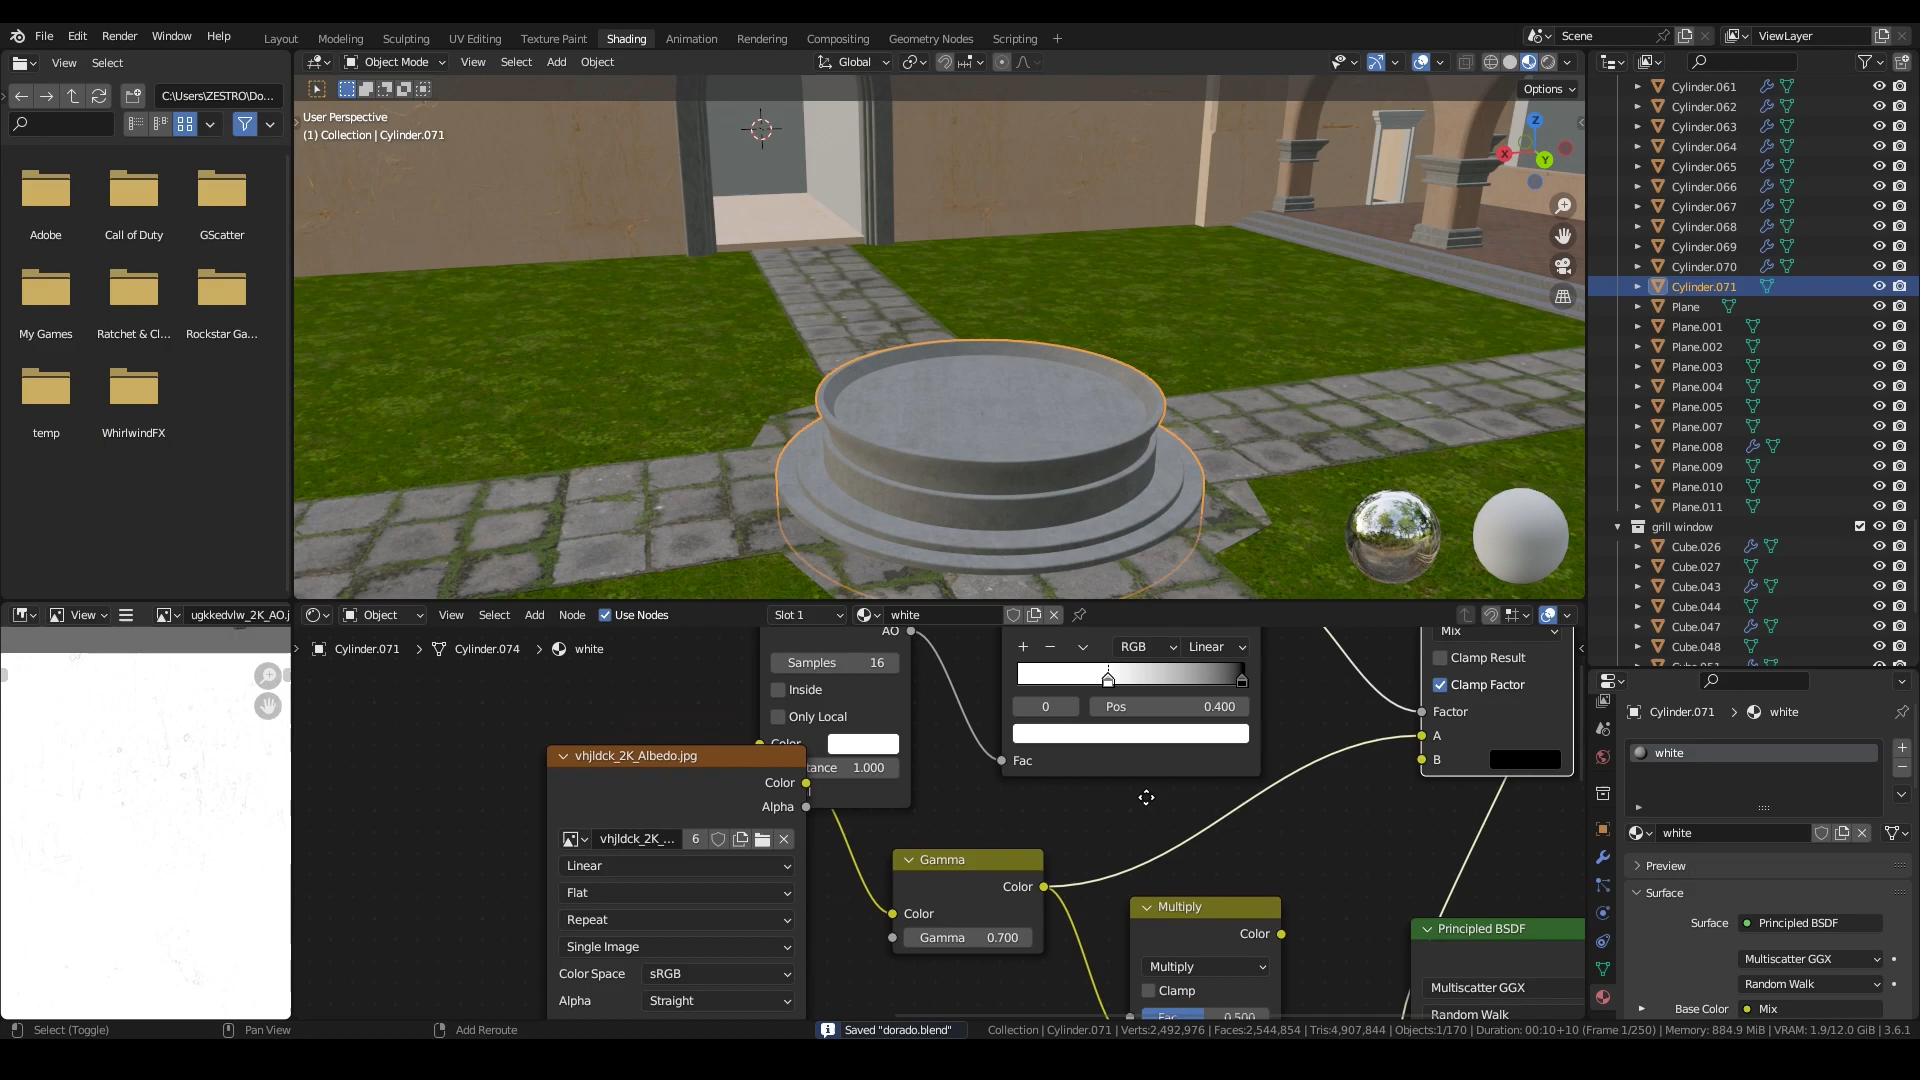 File Edit Render Window Help
Layout Modeling Sculpting UV Editing Texture Paint Shading Animation Rendering Compositing Geometry Nodes Scripting +
Scene
ViewLayer
View Select
Object Mode View Select Add Object
Global
C:\Users\ZESTRO\Do...
Options
User Perspective
(1) Collection | Cylinder.071
Z
X
Y
Adobe
Call of Duty
GScatter
My Games
Ratchet & Cl...
Rockstar Ga...
temp
WhirlwindFX
Cylinder.061
Cylinder.062
Cylinder.063
Cylinder.064
Cylinder.065
Cylinder.066
Cylinder.067
Cylinder.068
Cylinder.069
Cylinder.070
Cylinder.071
Plane
Plane.001
Plane.002
Plane.003
Plane.004
Plane.005
Plane.007
Plane.008
Plane.009
Plane.010
Plane.011
grill window
Cube.026
Cube.027
Cube.043
Cube.044
Cube.047
Cube.048
View
ugkkedvlw_2K_AO.j
Object View Select Add Node Use Nodes
Slot 1
white
Cylinder.071 > Cylinder.074 > white
AO
Samples 16
Inside
Only Local
Color
tance 1.000
RGB
Linear
0
Pos 0.400
Fac
Mix
Clamp Result
Clamp Factor
Factor
A
B
vhjldck_2K_Albedo.jpg
Color
Alpha
vhjldck_2K_... 6
Linear
Flat
Repeat
Single Image
Color Space sRGB
Alpha Straight
Gamma
Color
Color
Gamma 0.700
Multiply
Color
Multiply
Clamp
Fac 0.500
Principled BSDF
Multiscatter GGX
Random Walk
Cylinder.071 > white
white
white
Preview
Surface
Surface Principled BSDF
Multiscatter GGX
Random Walk
Base Color Mix
Select (Toggle)
Pan View
Add Reroute
Saved "dorado.blend"
Collection | Cylinder.071 | Verts:2,492,976 | Faces:2,544,854 | Tris:4,907,844 | Objects:1/170 | Duration: 00:10+10 (Frame 1/250) | Memory: 884.9 MiB | VRAM: 1.9/12.0 GiB | 3.6.1